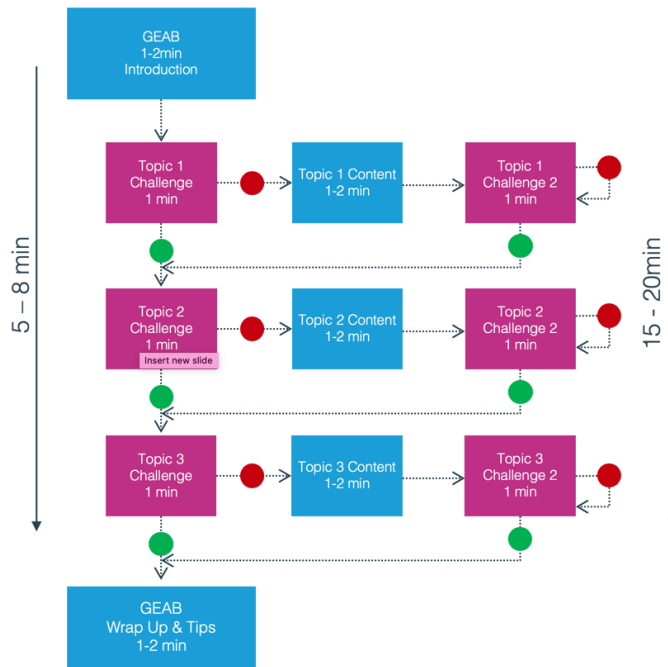 GEAB
1-2min
Introduction
Topic 1
Challenge
1 min
Topic 1 Content
1-2 min
Topic 1
Challenge 2
1 min
5 – 8 min
15 - 20min
Topic 2
Challenge
1 min
Insert new slide
Topic 2 Content
1-2 min
Topic 2
Challenge 2
1 min
Topic 3
Challenge
1 min
Topic 3 Content
1-2 min
Topic 3
Challenge 2
1 min
GEAB
Wrap Up & Tips
1-2 min